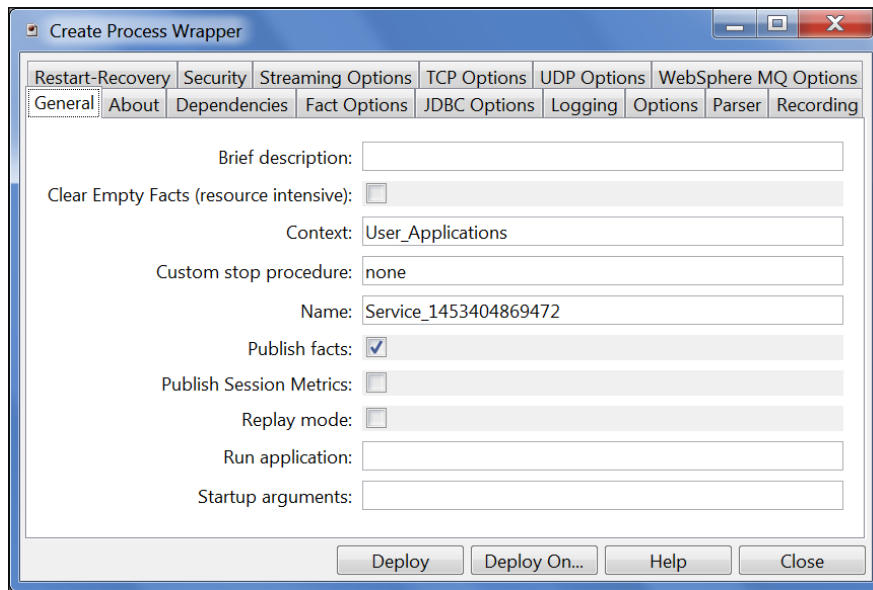 Create Process Wrapper
Restart-Recovery Security Streaming Options TCP Options UDP Options WebSphere MQ Options
General About Dependencies Fact Options JDBC Options Logging Options Parser Recording
Brief description:
Clear Empty Facts (resource intensive):
Context: User_Applications
Custom stop procedure: none
Name: Service_1453404869472
Publish facts:
Publish Session Metrics:
Replay mode:
Run application:
Startup arguments:
Deploy Deploy On... Help Close